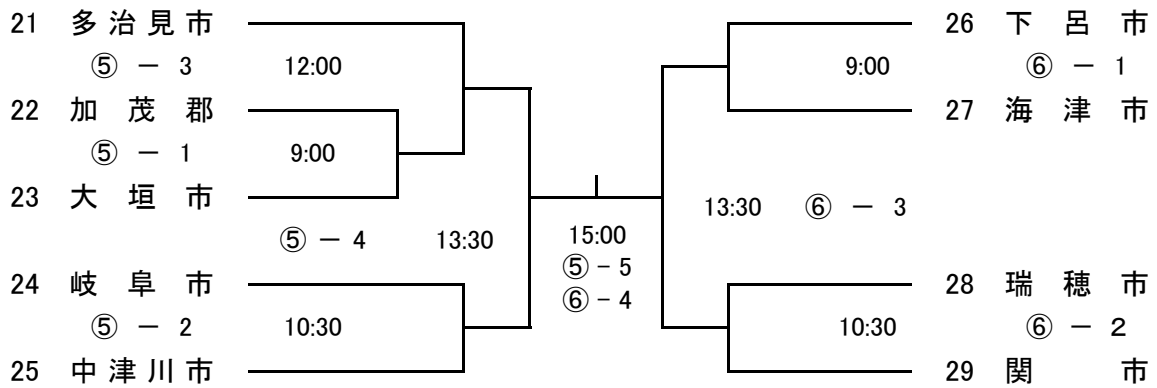 21 多治見市
⑤ － 3 12:00
22 加茂郡
⑤ － 1 9:00
23 大垣市
⑤ － 4 13:30
24 岐阜市
⑤ － 2 10:30
25 中津川市
15:00
⑤－5
⑥－4
26 下呂市
9:00 ⑥ － 1
27 海津市
13:30 ⑥ － 3
28 瑞穂市
10:30 ⑥ － 2
29 関市